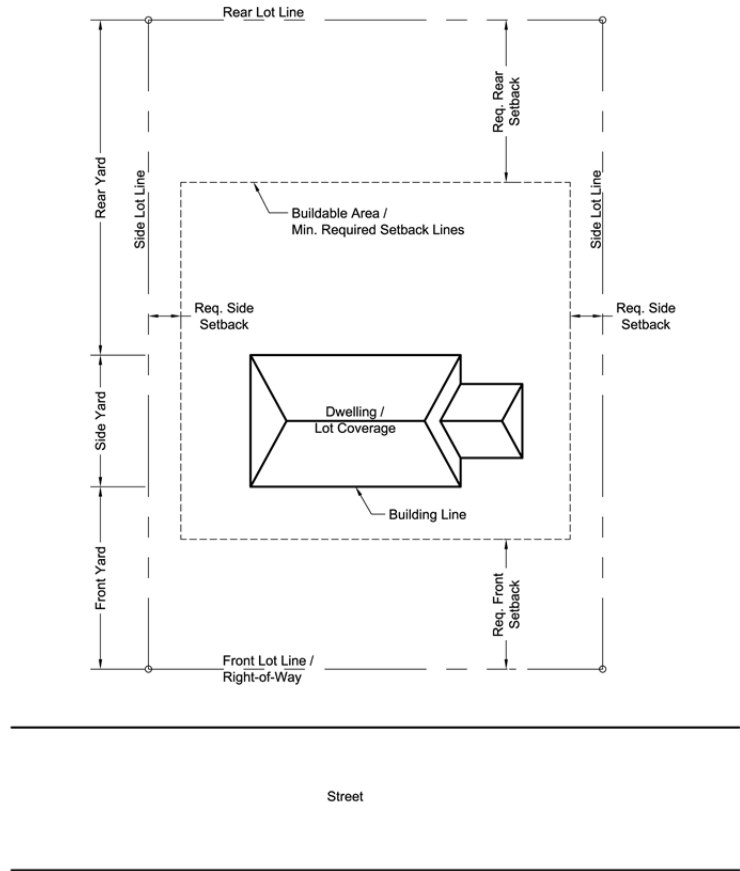 Rear Lot Line
Req. Rear
Setback
Rear Yard
Side Lot Line
Side Lot Line
Buildable Area /
Min. Required Setback Lines
Req. Side
Setback
Req. Side
Setback
Side Yard
Dwelling /
Lot Coverage
Building Line
Front Yard
Req. Front
Setback
Front Lot Line /
Right-of-Way
Street